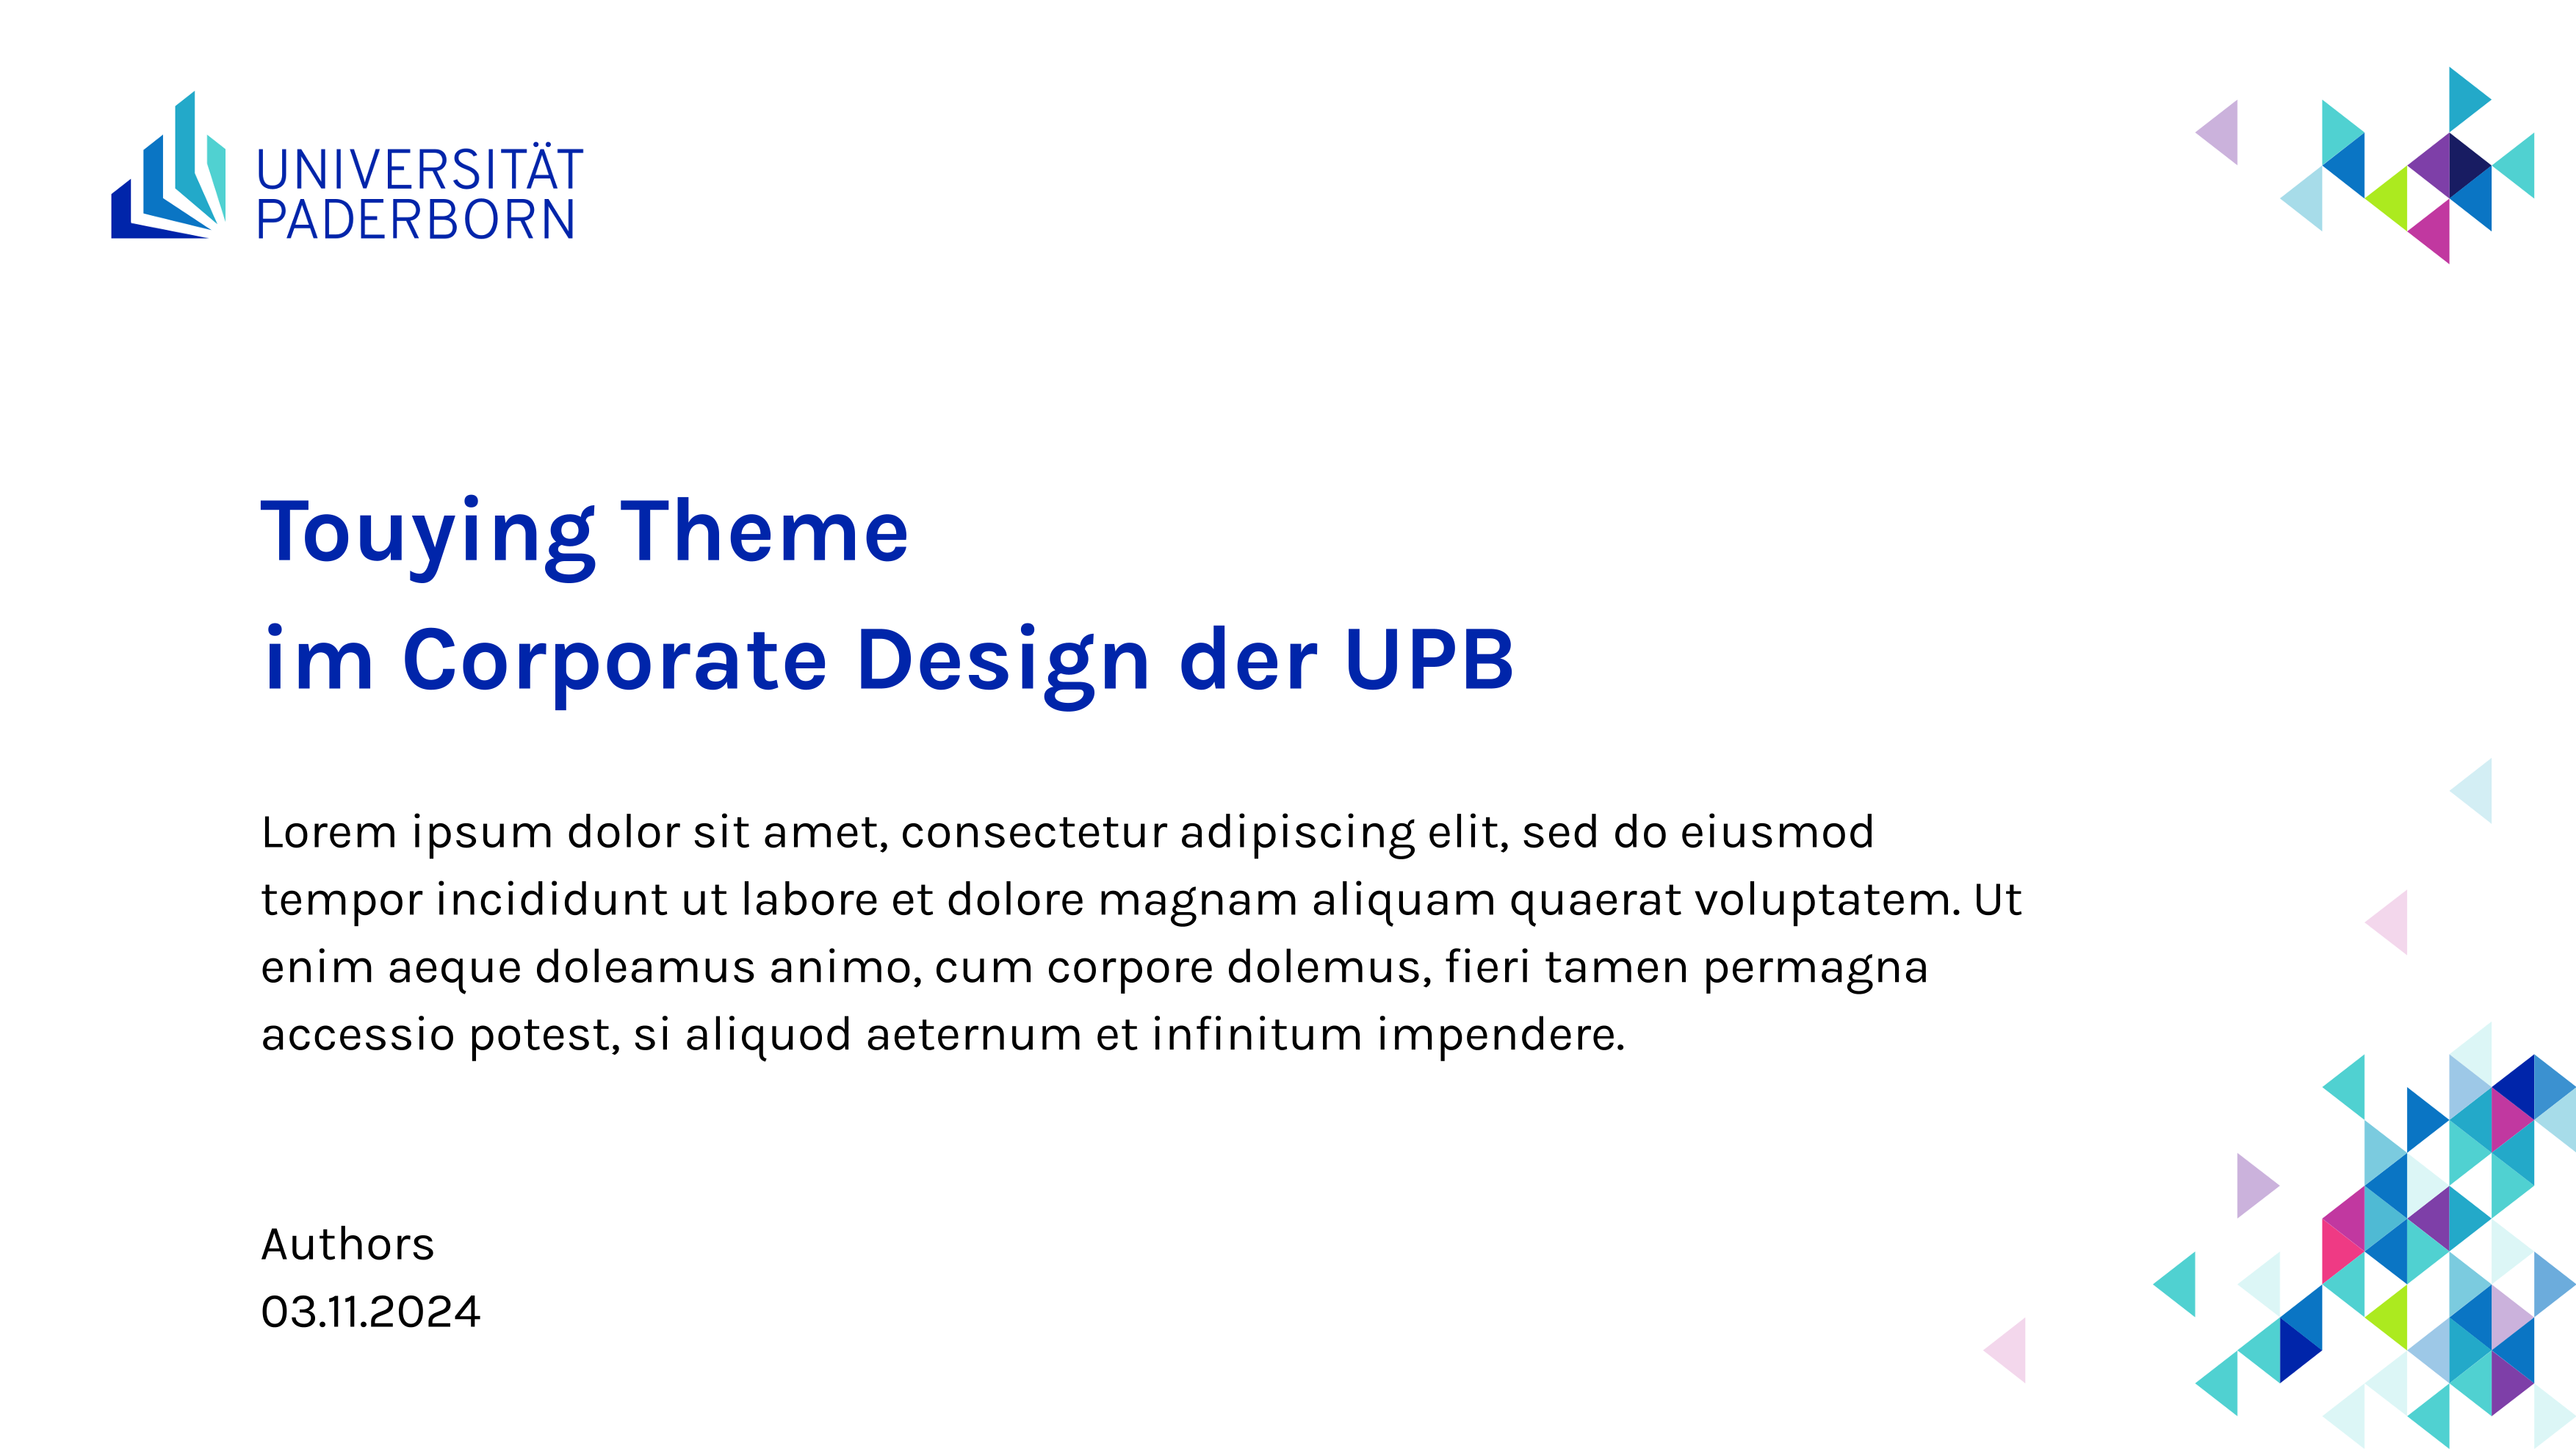 UNIVERSITÄT
PADERBORN
Touying Theme
im Corporate Design der UPB
Lorem ipsum dolor sit amet, consectetur adipiscing elit, sed do eiusmod
tempor incididunt ut labore et dolore magnam aliquam quaerat voluptatem. Ut
enim aeque doleamus animo, cum corpore dolemus, fieri tamen permagna
accessio potest, si aliquod aeternum et infinitum impendere.
Authors
03.11.2024